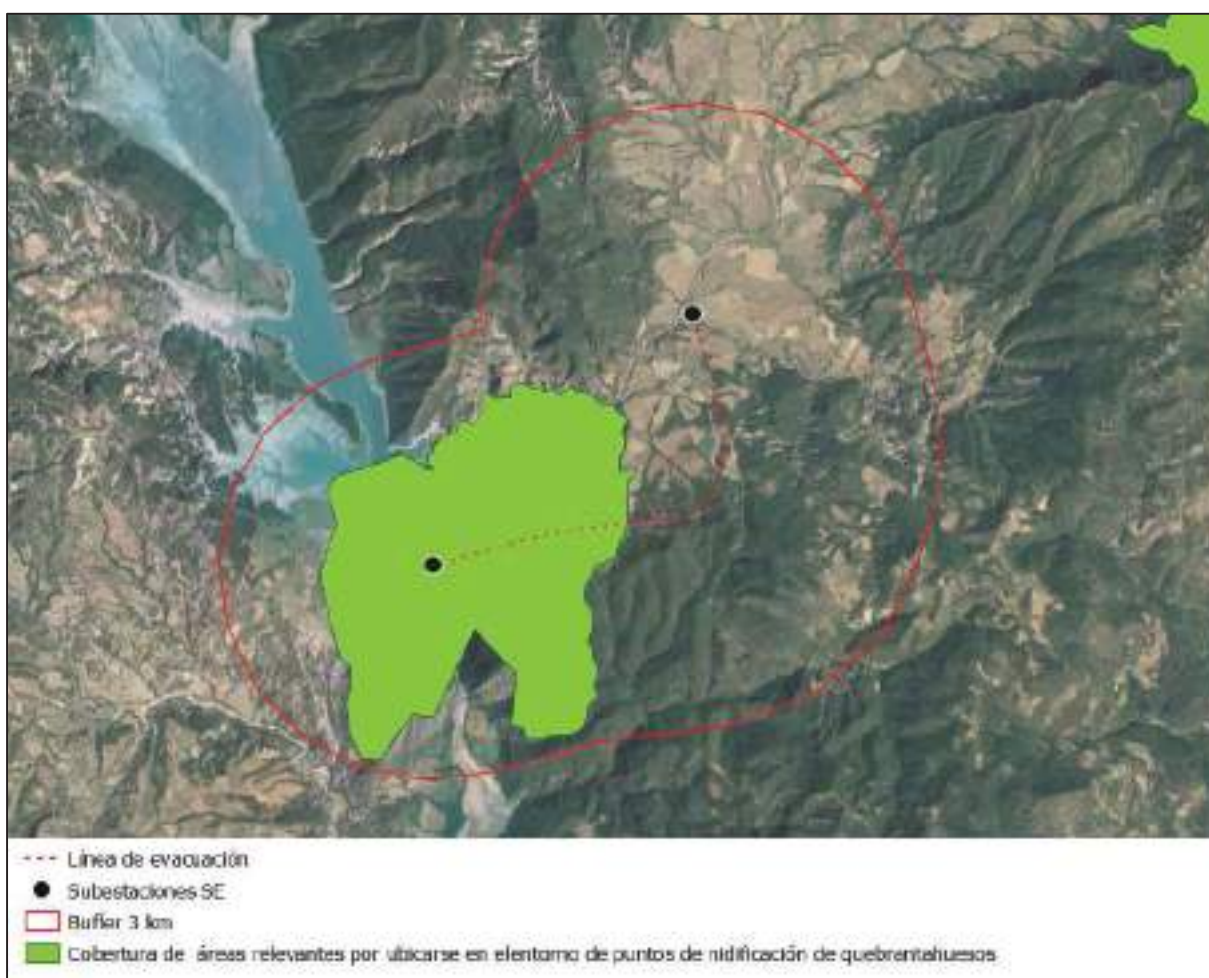 Línea de evacuación
Subestaciones SE
Buffer 3 km
Cobertura de áreas relevantes por ubicarse en elentorno de puntos de nidificación de quebrantahuesos